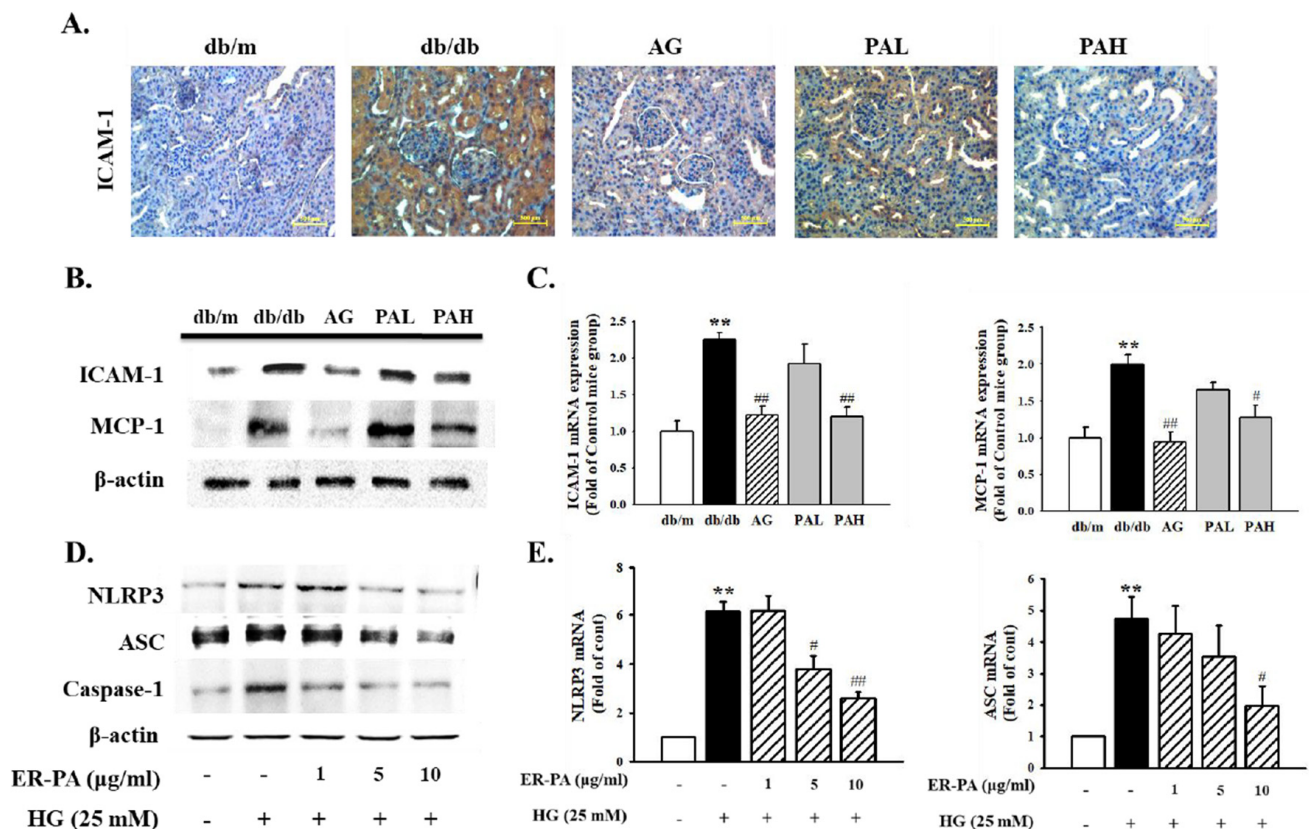 A.
db/m db/db AG PAL PAH
ICAM-1
100 μm
B.
db/m db/db AG PAL PAH
ICAM-1
MCP-1
β-actin
C.
ICAM-1 mRNA expression
(Fold of Control mice group)
2.5
2.0
1.5
1.0
0.5
0.0
**
##
##
db/m db/db AG PAL PAH
MCP-1 mRNA expression
(Fold of Control mice group)
2.5
2.0
1.5
1.0
0.5
0.0
**
##
#
db/m db/db AG PAL PAH
D.
NLRP3
ASC
Caspase-1
β-actin
ER-PA (μg/ml) - - 1 5 10
HG (25 mM) - + + + +
E.
NLRP3 mRNA
(Fold of cont)
8
6
4
2
0
**
#
##
ER-PA (μg/ml) - - 1 5 10
HG (25 mM) - + + + +
ASC mRNA
(Fold of cont)
6
5
4
3
2
1
0
**
#
ER-PA (μg/ml) - - 1 5 10
HG (25 mM) - + + + +